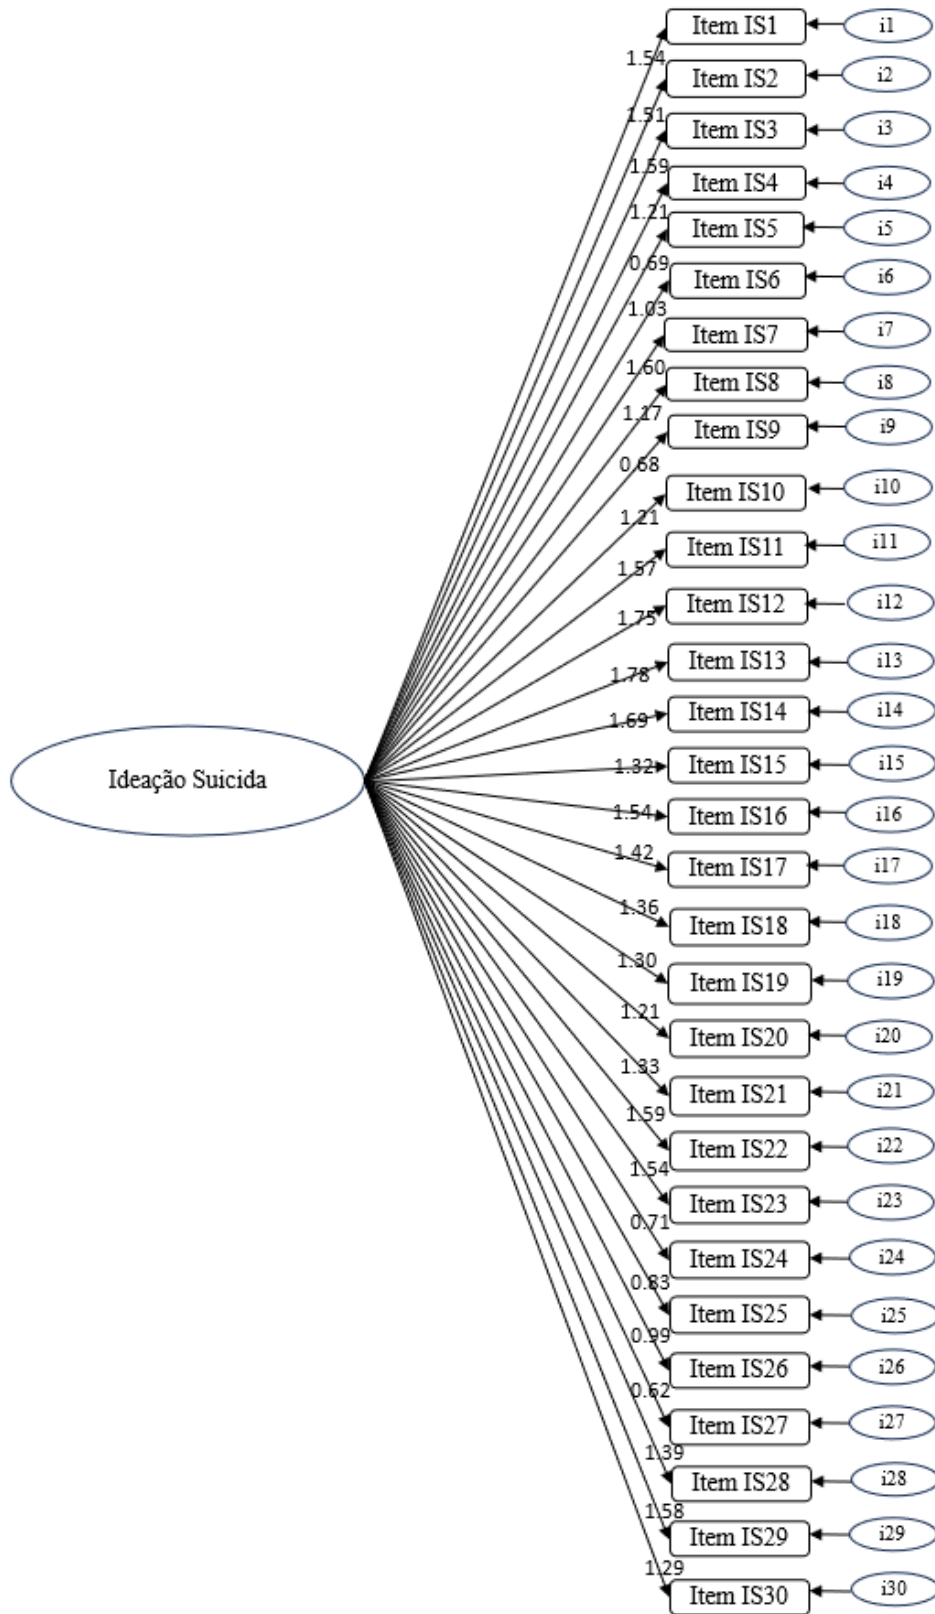 Item IS1 i1
1.54
Item IS2 i2
1.51
Item IS3 i3
1.59
Item IS4 i4
1.21
Item IS5 i5
0.69
Item IS6 i6
1.03
Item IS7 i7
1.60
Item IS8 i8
1.17
Item IS9 i9
0.68
Item IS10 i10
1.21
Item IS11 i11
1.57
Item IS12 i12
1.75
Item IS13 i13
1.78
Item IS14 i14
1.69
Ideação Suicida
Item IS15 i15
1.32
Item IS16 i16
1.54
Item IS17 i17
1.42
Item IS18 i18
1.36
Item IS19 i19
1.30
Item IS20 i20
1.21
Item IS21 i21
1.33
Item IS22 i22
1.59
Item IS23 i23
1.54
Item IS24 i24
0.71
Item IS25 i25
0.83
Item IS26 i26
0.99
Item IS27 i27
0.62
Item IS28 i28
1.39
Item IS29 i29
1.58
Item IS30 i30
1.29